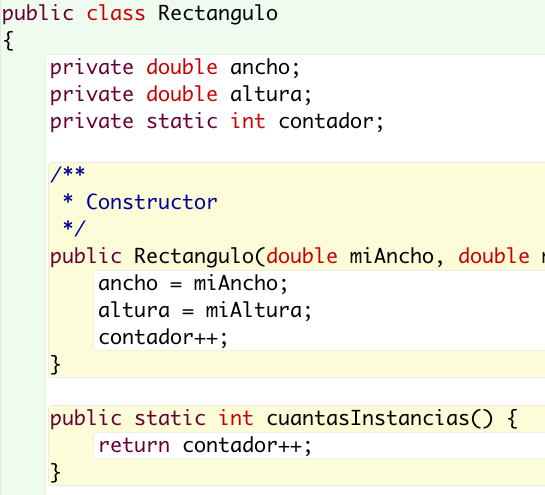 public class Rectangulo
{
private double ancho;
private double altura;
private static int contador;
/**
* Constructor
*/
public Rectangulo(double miAncho, double
ancho = miAncho;
altura = miAltura;
contador++;
}
public static int cuantasInstancias() {
return contador++;
}